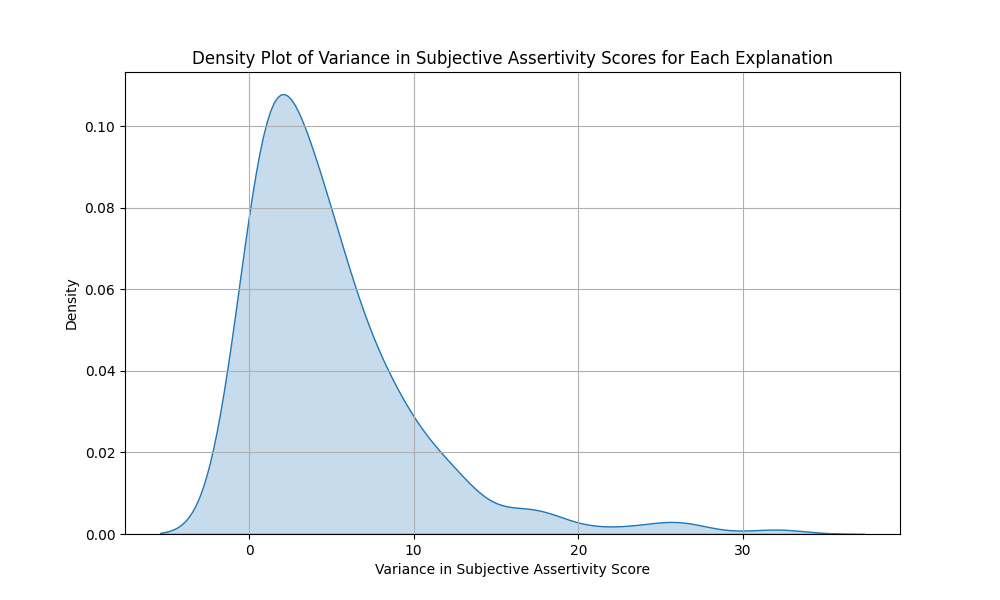 Density Plot of Variance in Subjective Assertivity Scores for Each Explanation
0.10
0.08
0.06
0.04
0.02
0.00
Density
0 10 20 30
Variance in Subjective Assertivity Score